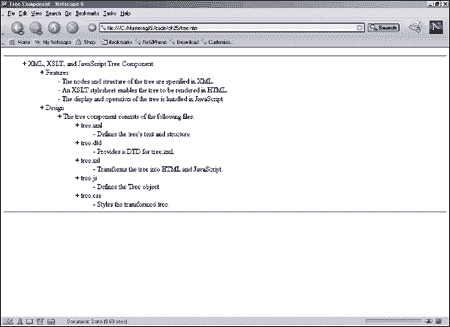 Tree Component - Netscape 6
File Edit View Search Go Bookmarks Tasks Help
Search
Home My Netscape Shop Bookmarks Net2Phone Download Customize...
+ XML, XSLT, and JavaScript Tree Component
+ Features
- The nodes and structure of the tree are specified in XML.
- An XSLT stylesheet enables the tree to be rendered in HTML.
- The display and operation of the tree is handled in JavaScript.
+ Design
+ The tree component consists of the following files.
+ tree.xml
- Defines the tree's text and structure.
+ tree.dtd
- Provides a DTD for tree.xml.
+ tree.xsl
- Transforms the tree into HTML and JavaScript.
+ tree.js
- Defines the Tree object
+ tree.css
- Styles the transformed tree.
Document: Done